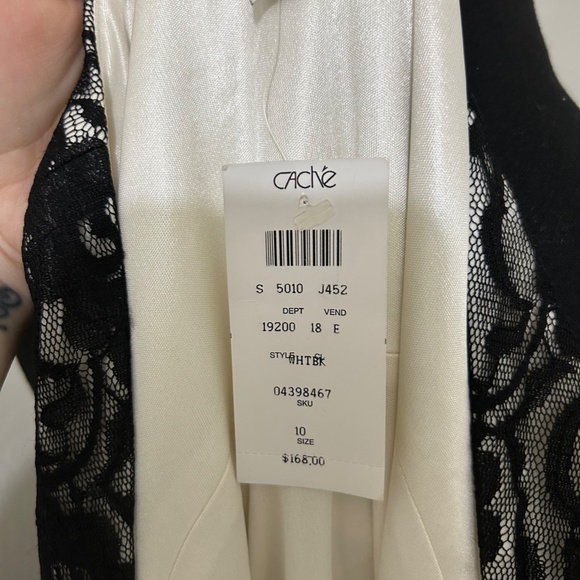 CAChé
S 5010 J452
DEPT VEND
19200 18 E
STYLE
WHTBK
04398467
SKU
10
SIZE
$168.00